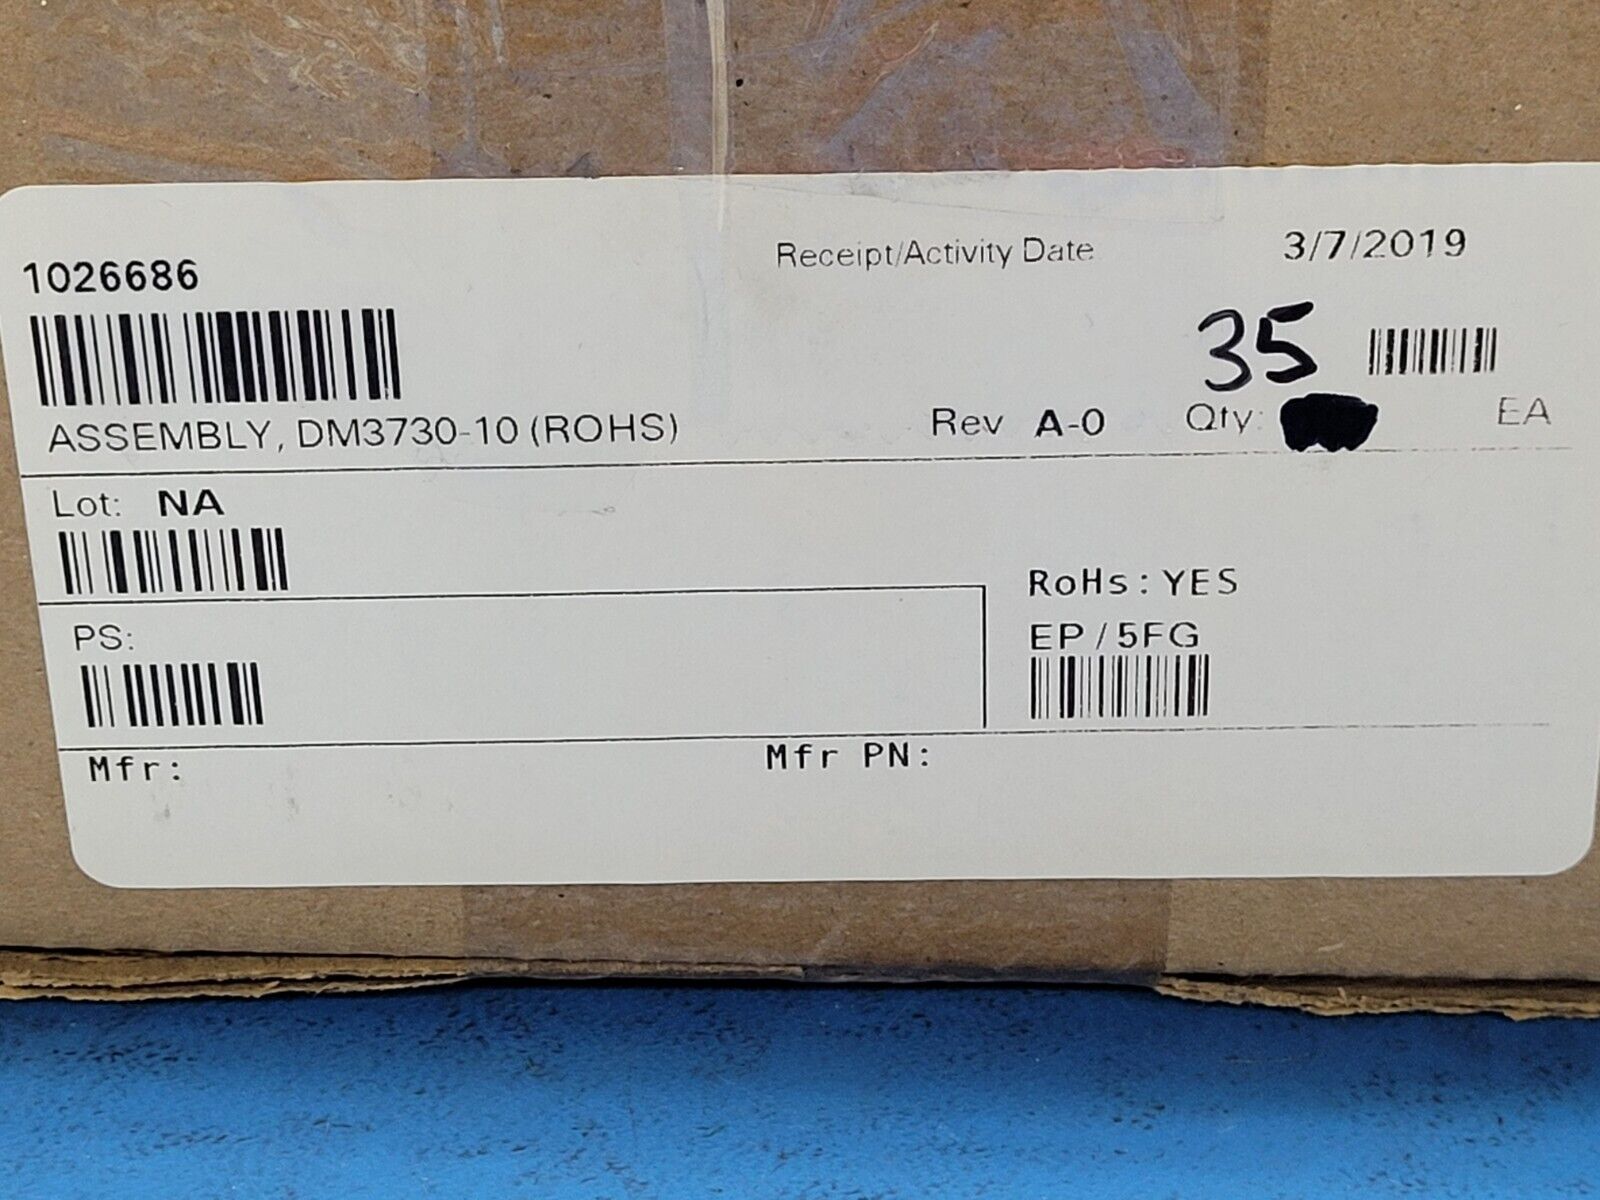 1026686
Receipt/Activity Date 3/7/2019
35
ASSEMBLY, DM3730-10 (ROHS) Rev A-0 Qty: EA
Lot: NA
RoHs: YES
PS:
EP / 5FG
Mfr:
Mfr PN: